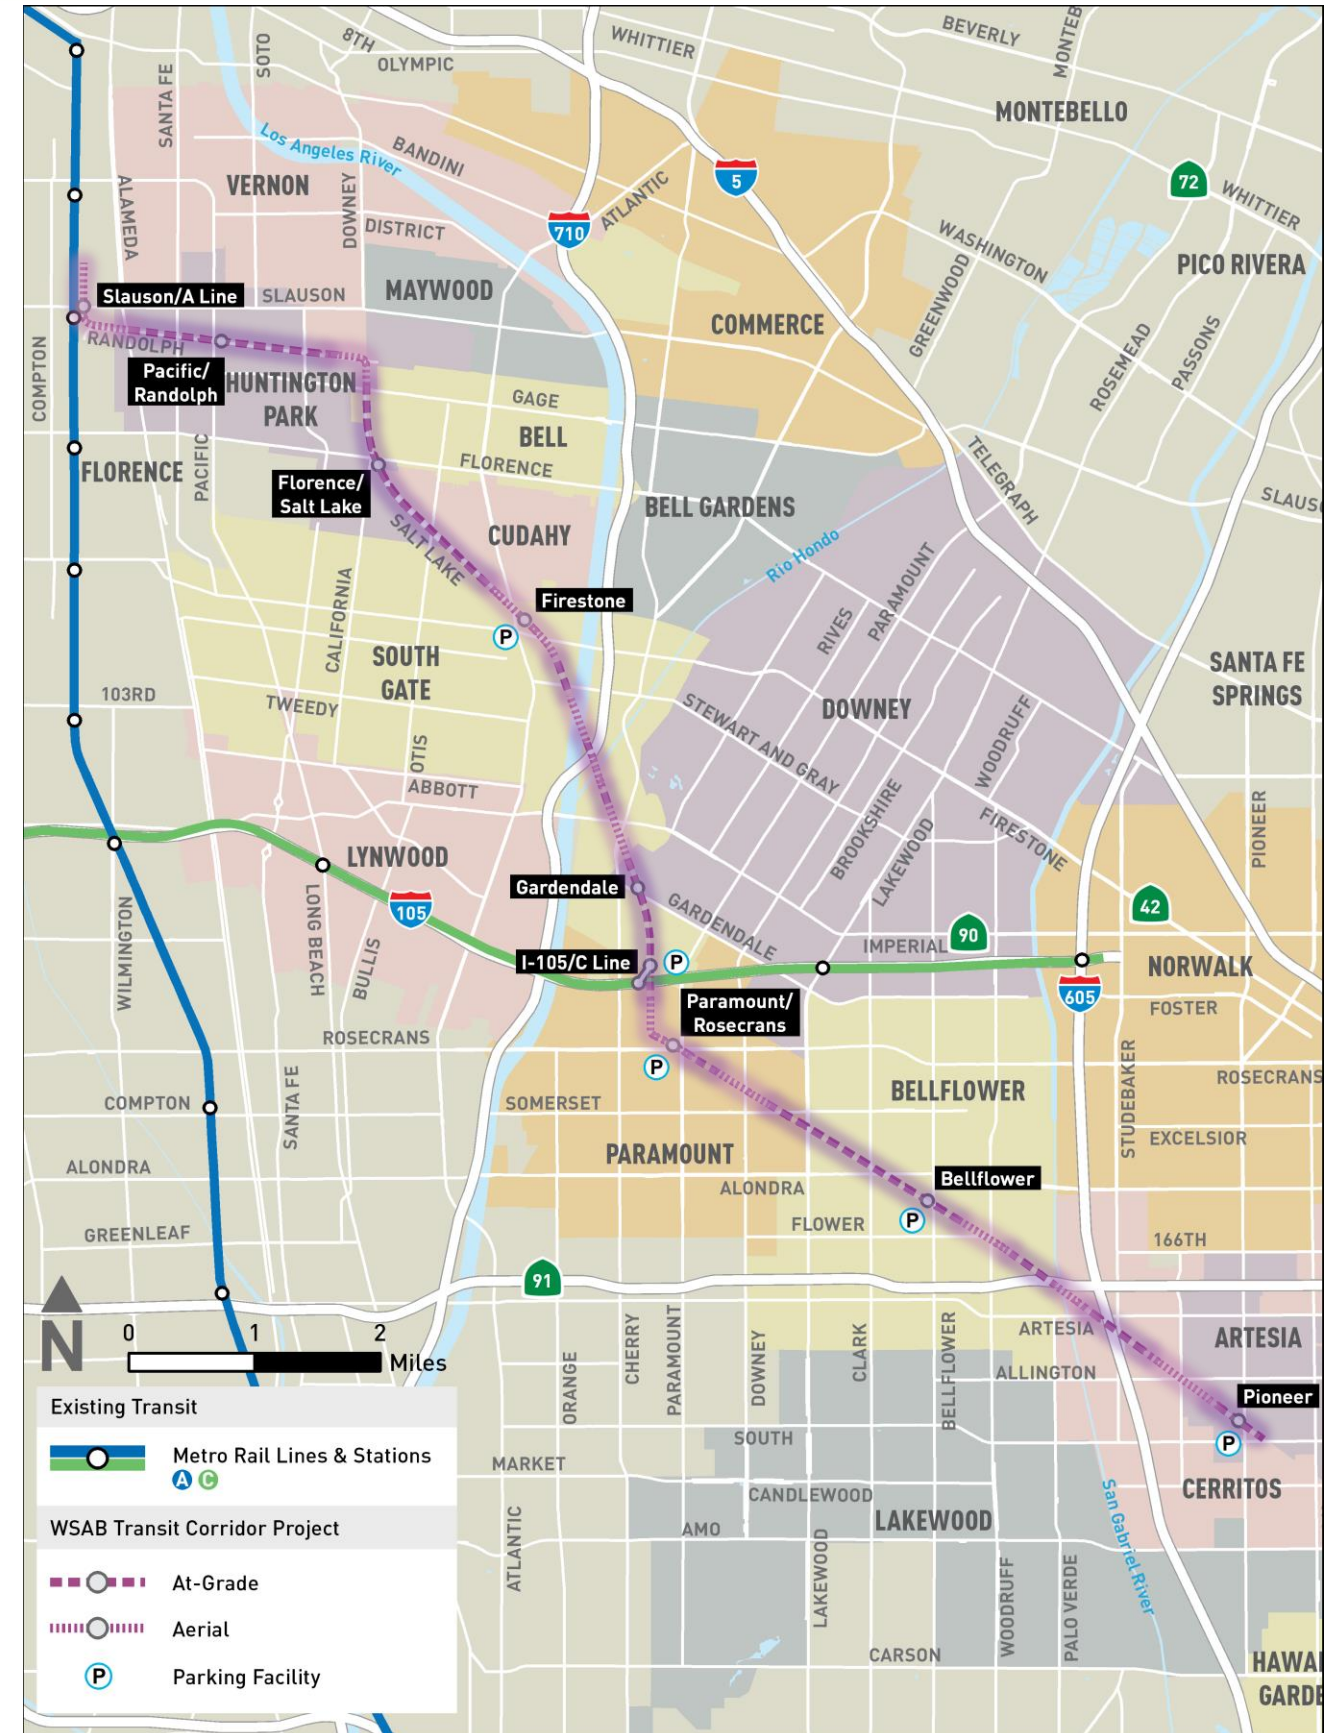 BEVERLY
MONTEB
WHITTIER
8TH
SOTO
OLYMPIC
SANTA FE
MONTEBELLO
Los Angeles River
BANDINI
VERNON
5
72
WHITTIER
ALAMEDA
DOWNEY
DISTRICT
710
ATLANTIC
WASHINGTON
PICO RIVERA
MAYWOOD
Slauson/A Line
SLAUSON
COMMERCE
GREENWOOD
RANDOLPH
COMPTON
Pacific/
Randolph
HUNTINGTON
PARK
ROSEMEAD
PASSONS
GAGE
BELL
FLORENCE
PACIFIC
FLORENCE
TELEGRAPH
Florence/
Salt Lake
BELL GARDENS
SLAUS
SALT LAKE
CUDAHY
Rio Hondo
Firestone
P
CALIFORNIA
RIVES
PARAMOUNT
SOUTH
GATE
SANTA FE
SPRINGS
103RD
TWEEDY
DOWNEY
STEWART AND GRAY
WOODRUFF
OTIS
ABBOTT
BROOKSHIRE
LAKEWOOD
FIRESTONE
PIONEER
LYNWOOD
Gardendale
105
GARDENDALE
42
90
IMPERIAL
LONG BEACH
BULLIS
WILMINGTON
I-105/C Line
P
NORWALK
605
FOSTER
Paramount/
Rosecrans
ROSECRANS
P
ROSECRANS
STUDEBAKER
COMPTON
SANTA FE
SOMERSET
BELLFLOWER
EXCELSIOR
ALONDRA
PARAMOUNT
ALONDRA
Bellflower
P
FLOWER
GREENLEAF
166TH
91
N
0 1 2
Miles
ORANGE
CHERRY
PARAMOUNT
DOWNEY
CLARK
BELLFLOWER
ARTESIA
ARTESIA
ALLINGTON
Pioneer
P
Existing Transit
Metro Rail Lines & Stations
A C
WSAB Transit Corridor Project
At-Grade
Aerial
P Parking Facility
SOUTH
MARKET
CANDLEWOOD
CERRITOS
ATLANTIC
AMO
LAKEWOOD
San Gabriel River
LAKEWOOD
WOODRUFF
PALO VERDE
CARSON
HAWAI
GARDE